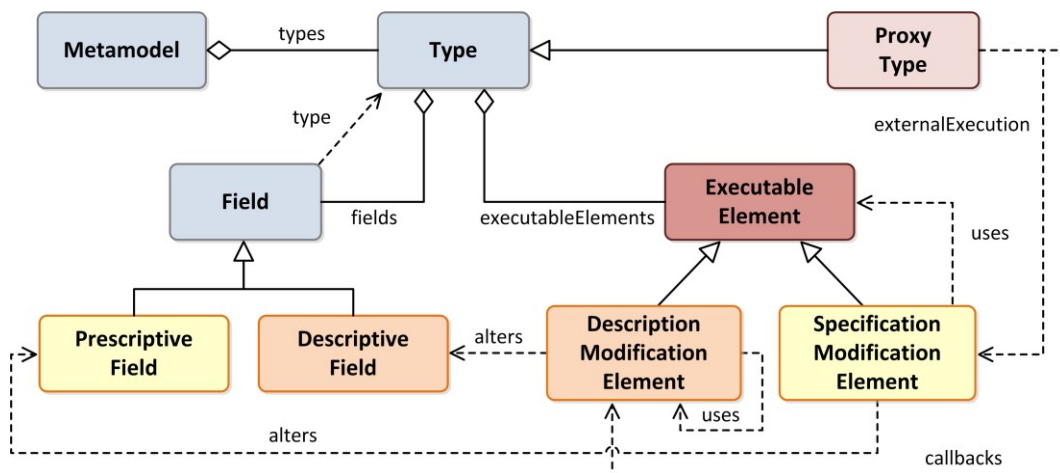 Metamodel
types
Type
Proxy
Type
type
externalExecution
Field
fields
executableElements
Executable
Element
uses
Prescriptive
Field
Descriptive
Field
alters
Description
Modification
Element
uses
Specification
Modification
Element
alters
callbacks